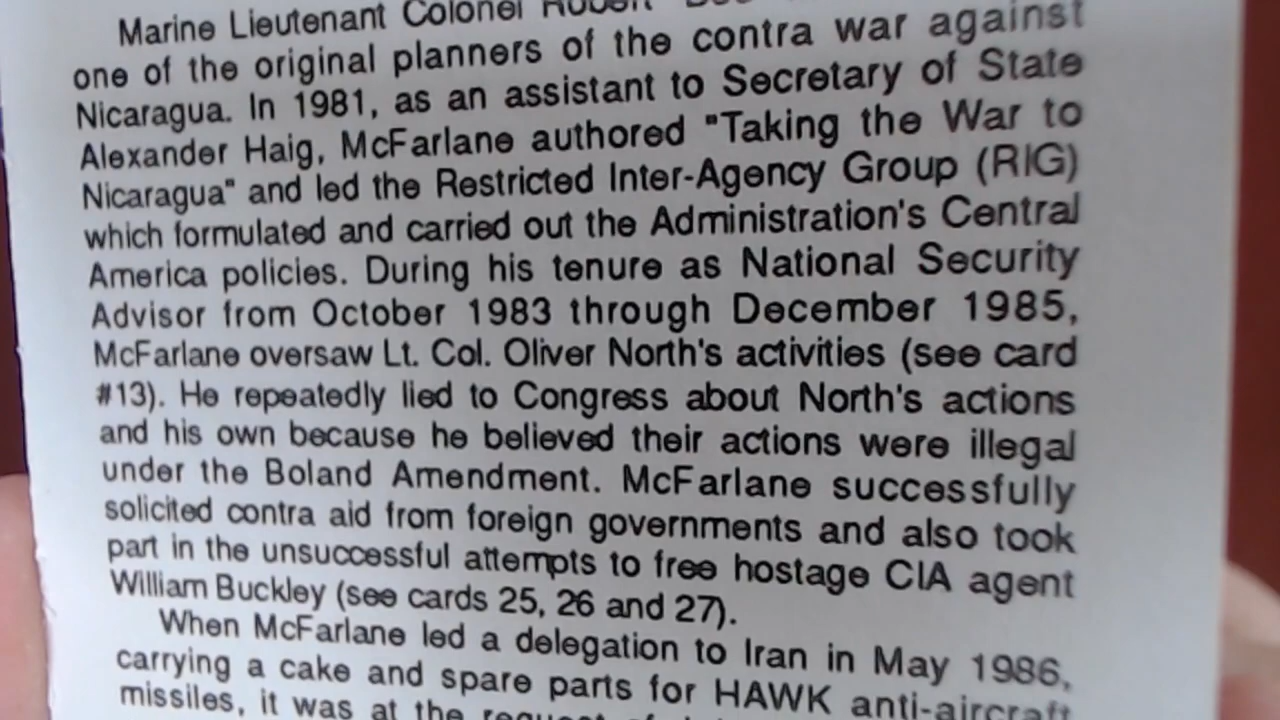 Marine Lieutenant Colonel Robert
one of the original planners of the contra war against
Nicaragua. In 1981, as an assistant to Secretary of State
Alexander Haig, McFarlane authored "Taking the War to
Nicaragua" and led the Restricted Inter-Agency Group (RIG)
which formulated and carried out the Administration's Central
America policies. During his tenure as National Security
Advisor from October 1983 through December 1985,
McFarlane oversaw Lt. Col. Oliver North's activities (see card
#13). He repeatedly lied to Congress about North's actions
and his own because he believed their actions were illegal
under the Boland Amendment. McFarlane successfully
solicited contra aid from foreign governments and also took
part in the unsuccessful attempts to free hostage CIA agent
William Buckley (see cards 25, 26 and 27).
When McFarlane led a delegation to Iran in May 1986,
carrying a cake and spare parts for HAWK anti-aircraft
missiles, it was at the request of